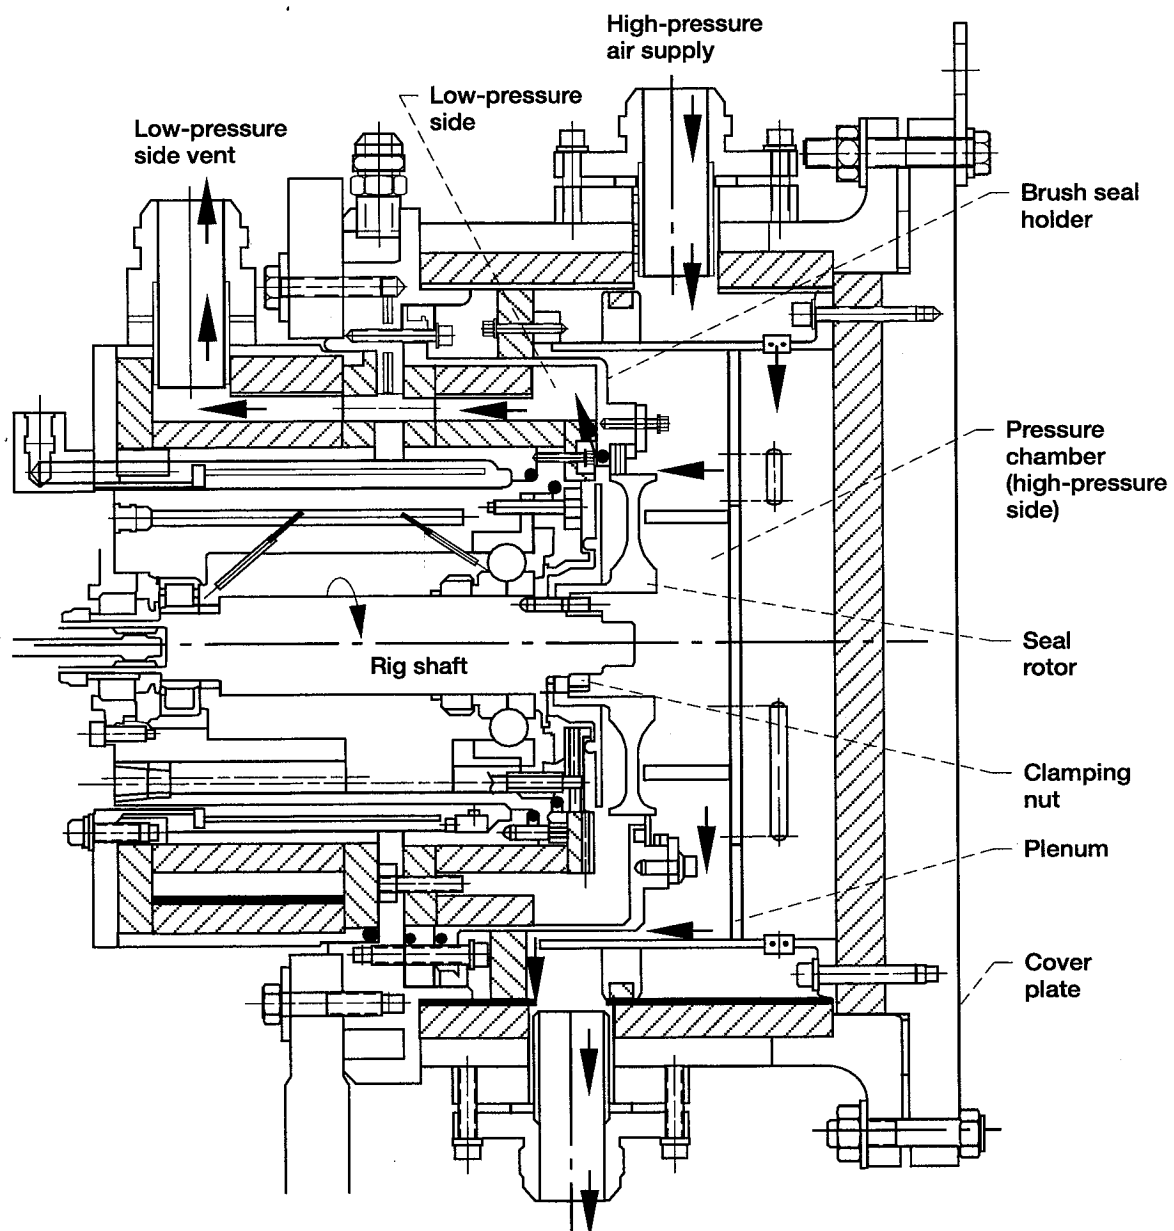 High-pressure
air supply
Low-pressure
side
Low-pressure
side vent
Brush seal
holder
Pressure
chamber
(high-pressure
side)
Seal
rotor
Rig shaft
Clamping
nut
Plenum
Cover
plate